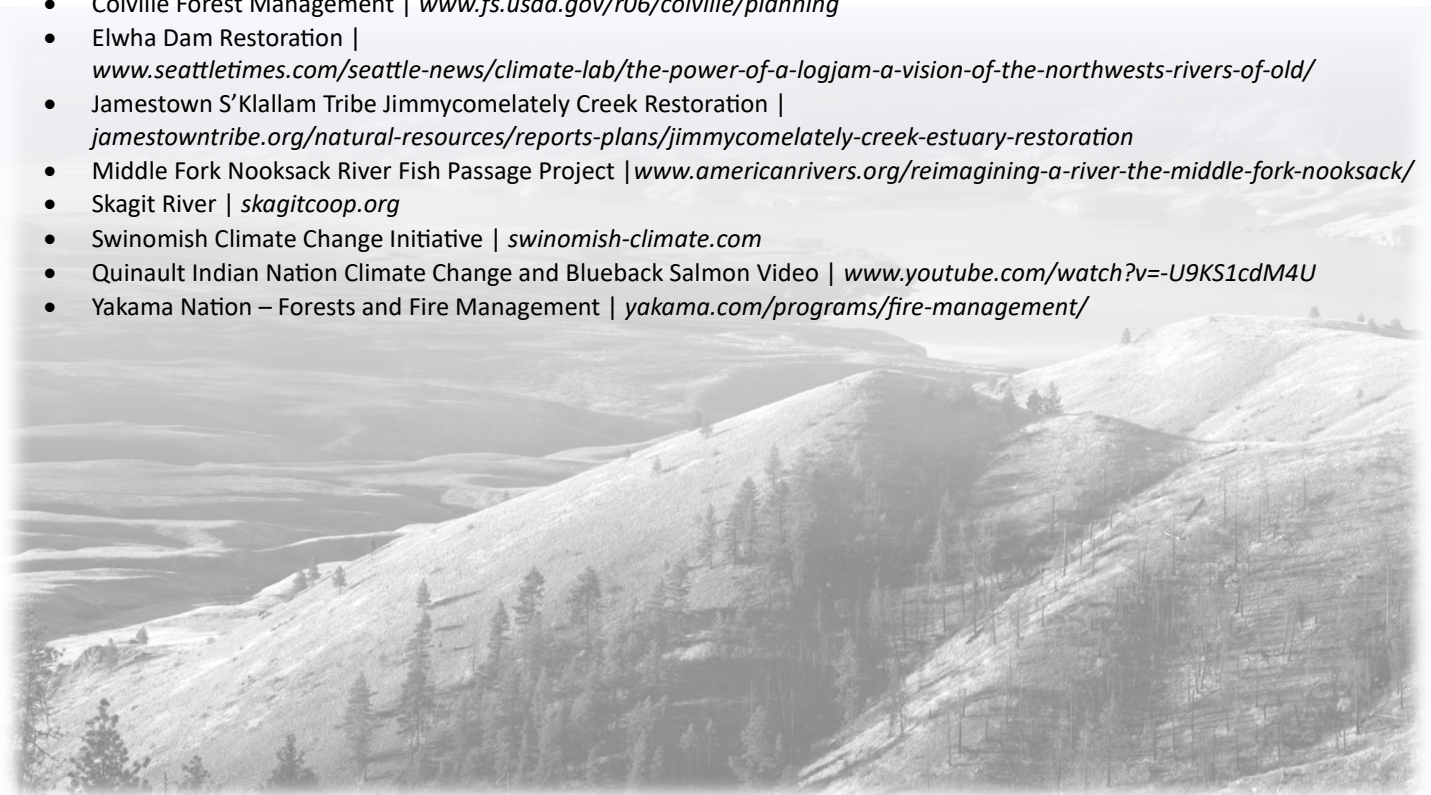 • Colville Forest Management | www.fs.usda.gov/r06/colville/planning
• Elwha Dam Restoration |
www.seattletimes.com/seattle-news/climate-lab/the-power-of-a-logjam-a-vision-of-the-northwests-rivers-of-old/
• Jamestown S’Klallam Tribe Jimmycomelately Creek Restoration |
jamestowntribe.org/natural-resources/reports-plans/jimmycomelately-creek-estuary-restoration
• Middle Fork Nooksack River Fish Passage Project |www.americanrivers.org/reimagining-a-river-the-middle-fork-nooksack/
• Skagit River | skagitcoop.org
• Swinomish Climate Change Initiative | swinomish-climate.com
• Quinault Indian Nation Climate Change and Blueback Salmon Video | www.youtube.com/watch?v=-U9KS1cdM4U
• Yakama Nation – Forests and Fire Management | yakama.com/programs/fire-management/